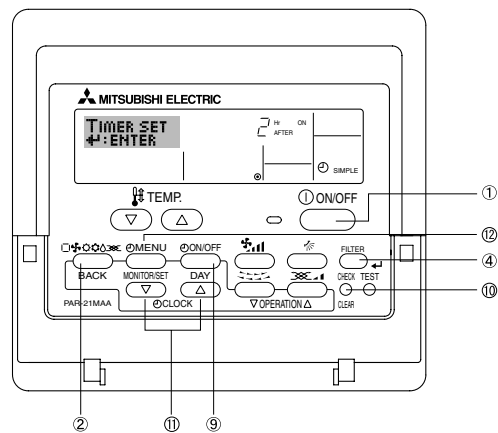 MITSUBISHI ELECTRIC
TIMER SET
↵:ENTER
2 Hr ON
AFTER
SIMPLE
TEMP.
ON/OFF
①
MENU
ON/OFF
FILTER
⑫
④
BACK
MONITOR/SET
DAY
CHECK TEST
PAR-21MAA
CLOCK
▽ OPERATION △
CLEAR
⑩
②
⑪
⑨